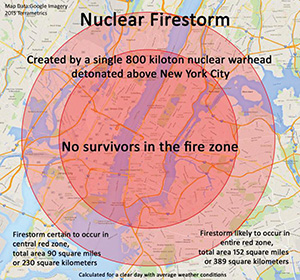 Map Data:Google Imagery
2015 Terrametrics
Nuclear Firestorm
Created by a single 800 kiloton nuclear warhead
detonated above New York City
No survivors in the fire zone
Firestorm certain to occur in
central red zone,
total area 90 square miles
or 230 square kilometers
Firestorm likely to occur in
entire red zone,
total area 152 square miles
or 389 square kilometers
Calculated for a clear day with average weather conditions